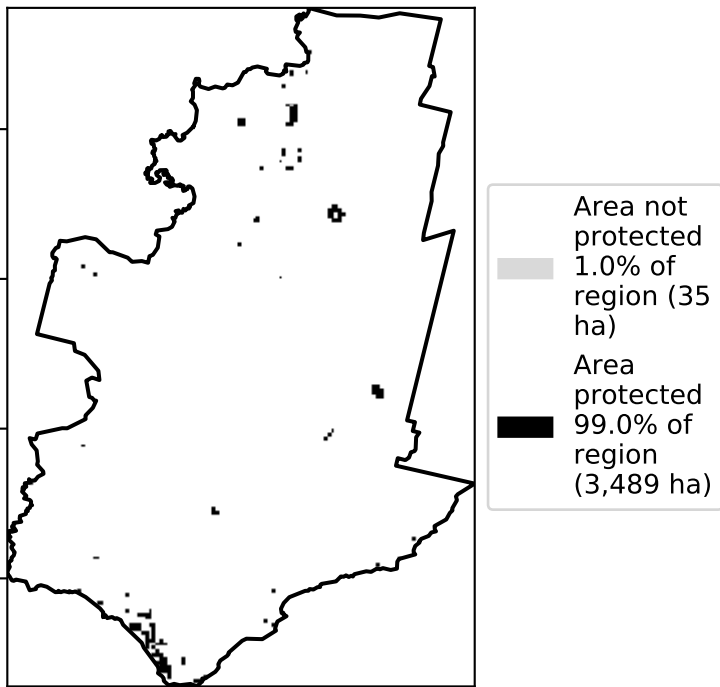 Area not
protected
1.0% of
region (35
ha)
Area
protected
99.0% of
region
(3,489 ha)